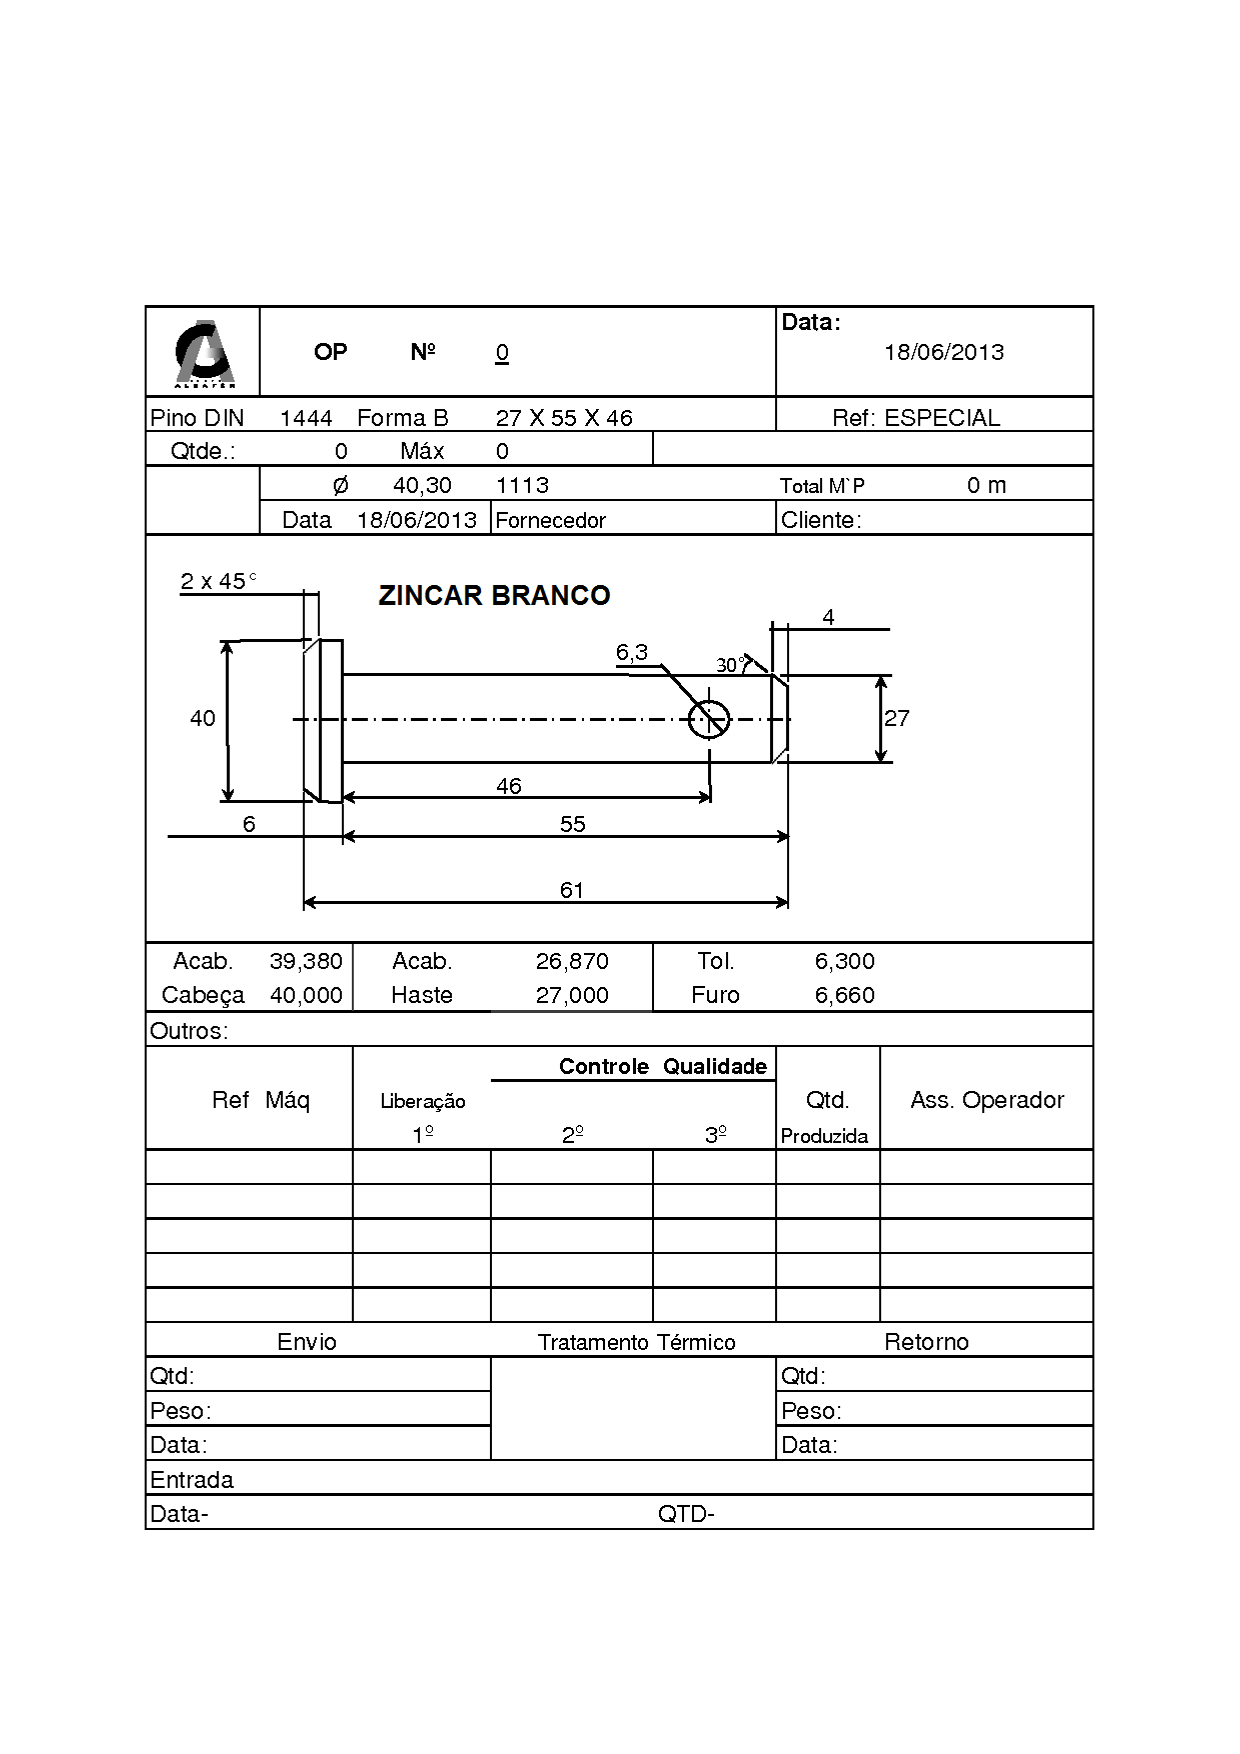 Data:
OP Nº 0 18/06/2013
ALBAFER
Pino DIN 1444 Forma B 27 X 55 X 46 Ref: ESPECIAL
Qtde.: 0 Máx 0
Ø 40,30 1113 Total M`P 0 m
Data 18/06/2013 Fornecedor Cliente:
2 x 45° ZINCAR BRANCO
4
6,3 30°
40 27
46
6 55
61
Acab. 39,380 Acab. 26,870 Tol. 6,300
Cabeça 40,000 Haste 27,000 Furo 6,660
Outros:
Controle Qualidade
Ref Máq Liberação Qtd. Ass. Operador
1º 2º 3º Produzida
Envio Tratamento Térmico Retorno
Qtd: Qtd:
Peso: Peso:
Data: Data:
Entrada
Data- QTD-